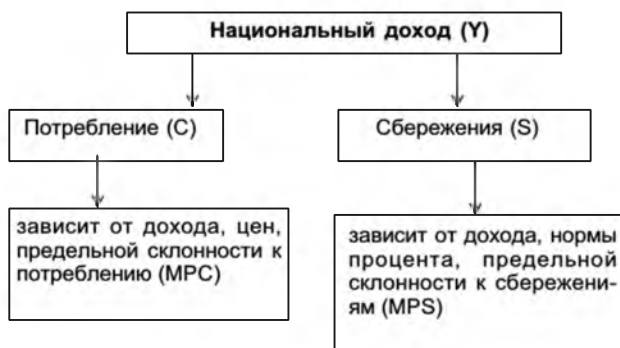 Национальный доход (Y)
Потребление (C)
Сбережения (S)
зависит от дохода, цен,
предельной склонности к
потреблению (MPC)
зависит от дохода, нормы
процента, предельной
склонности к сбережени-
ям (MPS)